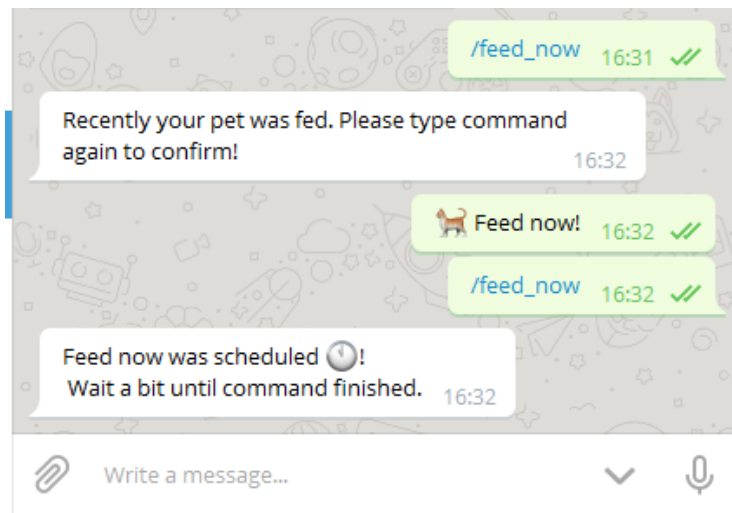 /feed_now 16:31
Recently your pet was fed. Please type command
again to confirm!
16:32
🐈 Feed now! 16:32
/feed_now 16:32
Feed now was scheduled 🕚!
Wait a bit until command finished. 16:32
Write a message...